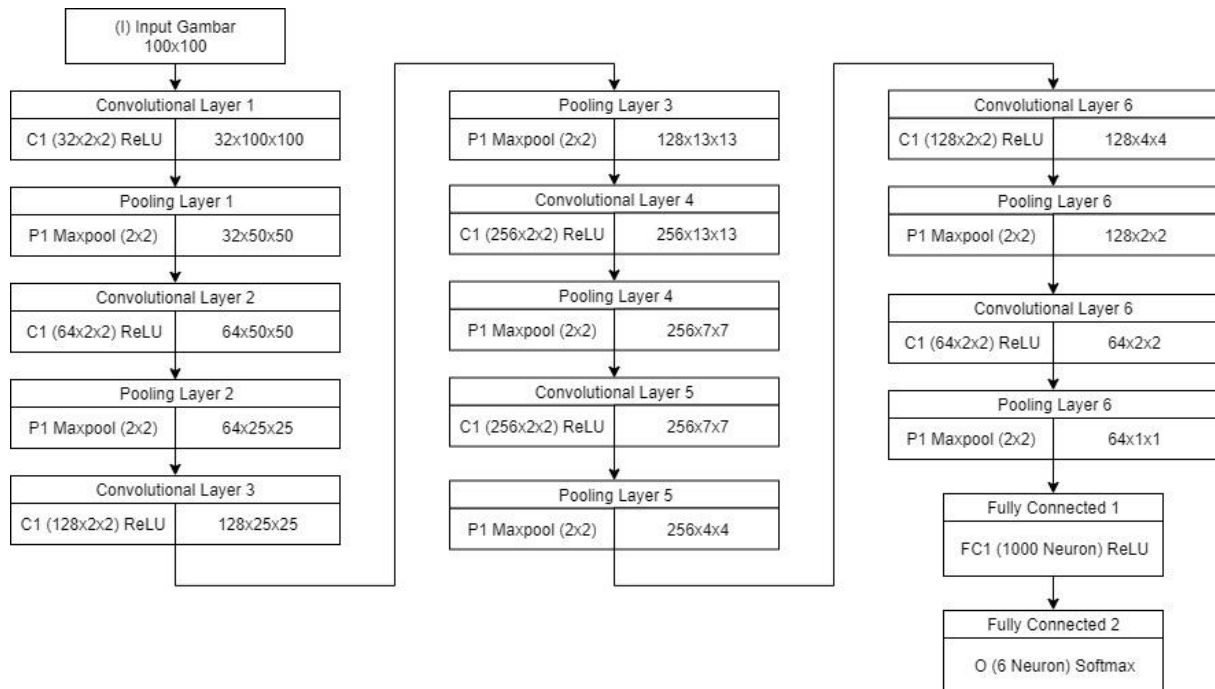 (I) Input Gambar
100x100
Convolutional Layer 1
C1 (32x2x2) ReLU 32x100x100
Pooling Layer 1
P1 Maxpool (2x2) 32x50x50
Convolutional Layer 2
C1 (64x2x2) ReLU 64x50x50
Pooling Layer 2
P1 Maxpool (2x2) 64x25x25
Convolutional Layer 3
C1 (128x2x2) ReLU 128x25x25
Pooling Layer 3
P1 Maxpool (2x2) 128x13x13
Convolutional Layer 4
C1 (256x2x2) ReLU 256x13x13
Pooling Layer 4
P1 Maxpool (2x2) 256x7x7
Convolutional Layer 5
C1 (256x2x2) ReLU 256x7x7
Pooling Layer 5
P1 Maxpool (2x2) 256x4x4
Convolutional Layer 6
C1 (128x2x2) ReLU 128x4x4
Pooling Layer 6
P1 Maxpool (2x2) 128x2x2
Convolutional Layer 6
C1 (64x2x2) ReLU 64x2x2
Pooling Layer 6
P1 Maxpool (2x2) 64x1x1
Fully Connected 1
FC1 (1000 Neuron) ReLU
Fully Connected 2
O (6 Neuron) Softmax